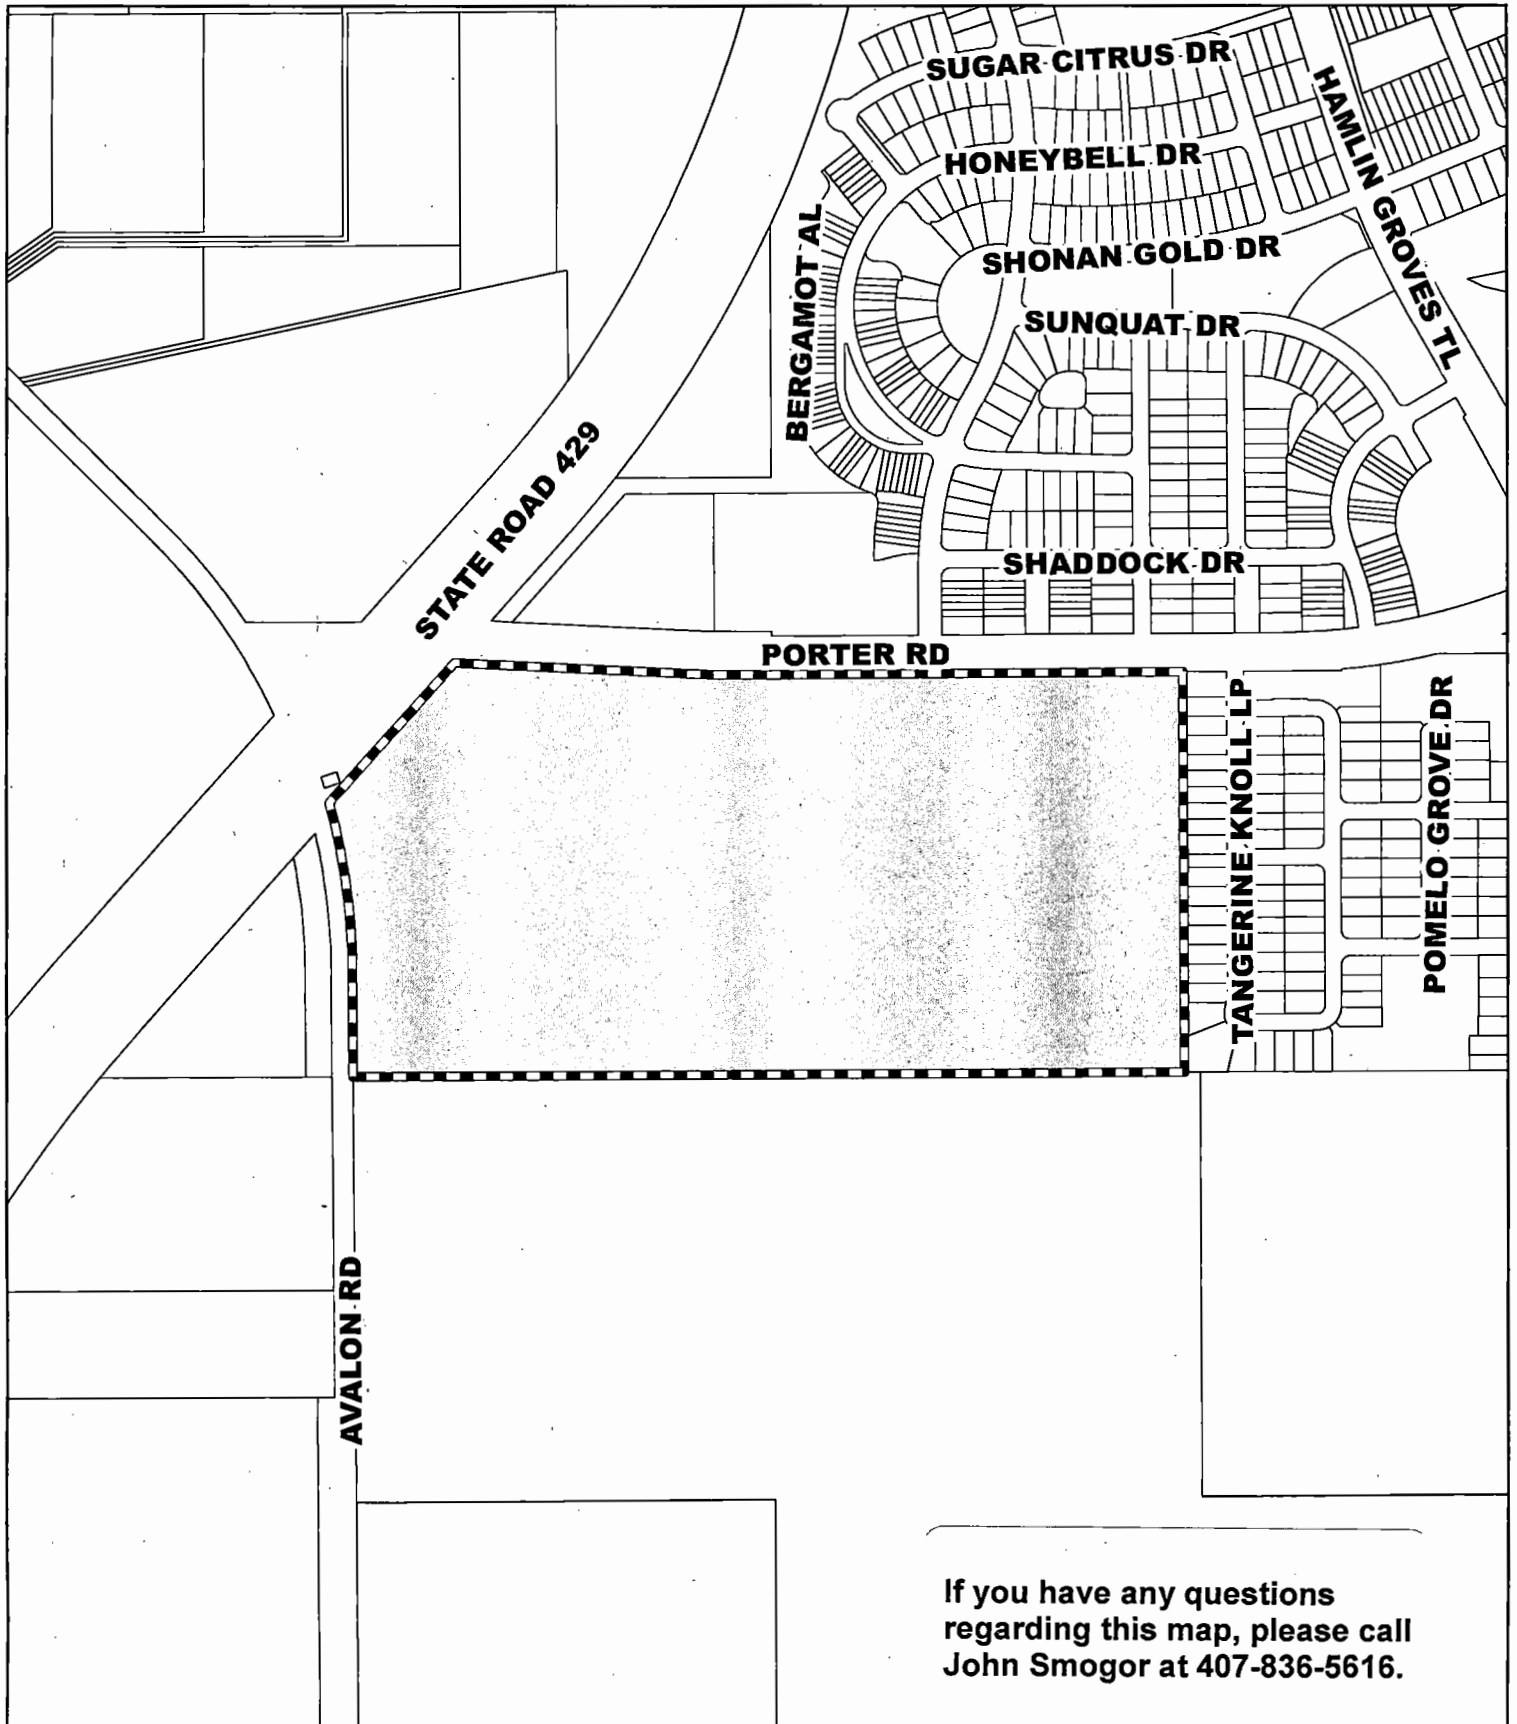 SUGAR CITRUS DR
HAMLIN GROVES TL
HONEYBELL DR
BERGAMOT AL
SHONAN GOLD DR
SUNQUAT DR
STATE ROAD 429
SHADDOCK DR
PORTER RD
TANGERINE KNOLL LP
POMELO GROVE DR
AVALON RD
If you have any questions
regarding this map, please call
John Smogor at 407-836-5616.